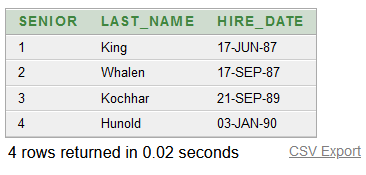 SENIOR LAST_NAME HIRE_DATE
1 King 17-JUN-87
2 Whalen 17-SEP-87
3 Kochhar 21-SEP-89
4 Hunold 03-JAN-90
4 rows returned in 0.02 seconds CSV Export